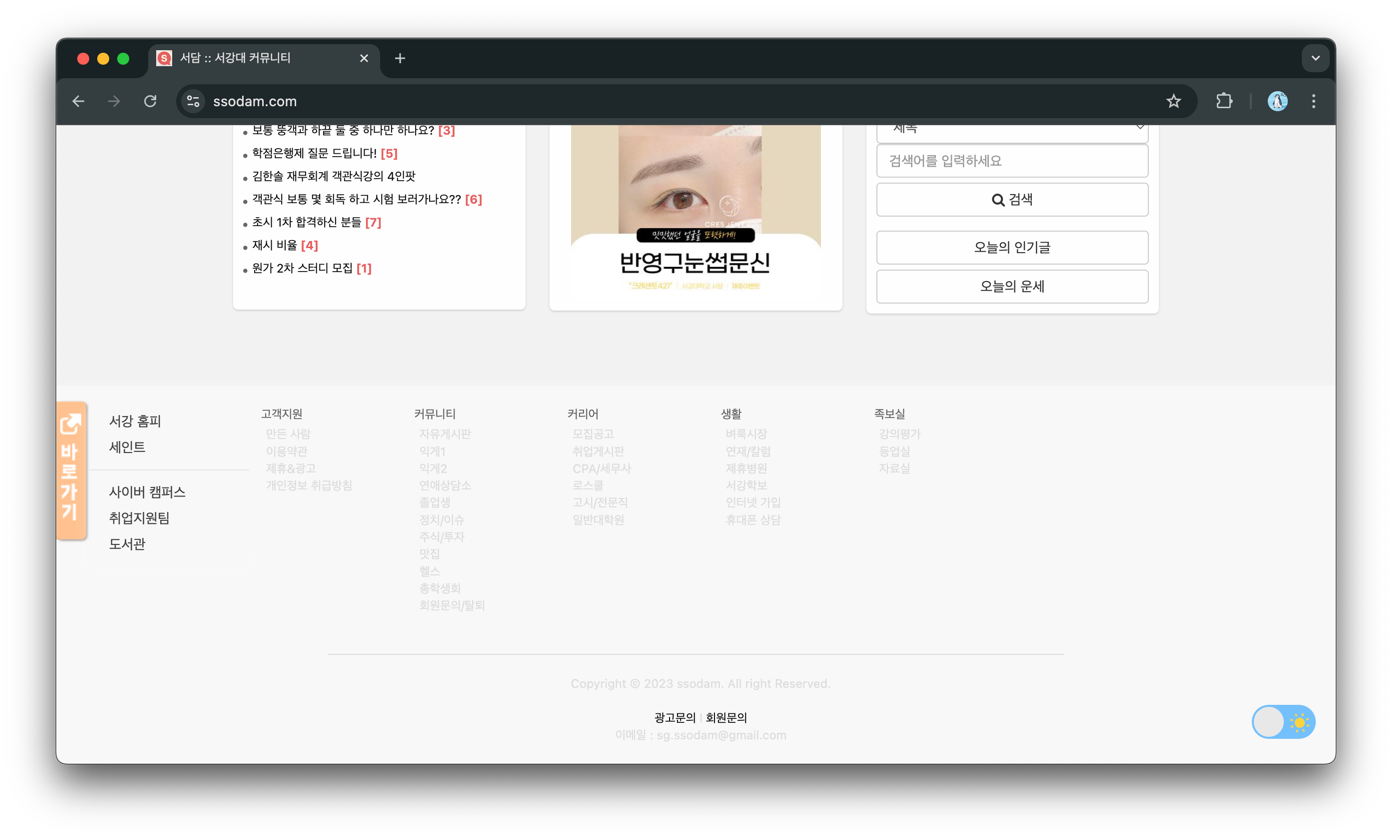 서담 :: 서강대 커뮤니티
ssodam.com
보통 뚱객과 하끝 둘 중 하나만 하나요? [3]
학점은행제 질문 드립니다! [5]
김한솔 재무회계 객관식강의 4인팟
객관식 보통 몇 회독 하고 시험 보러가나요?? [6]
초시 1차 합격하신 분들 [7]
재시 비율 [4]
원가 2차 스터디 모집 [1]
밋밋했던 얼굴을 또렷하게!
반영구눈썹문신
제목
검색어를 입력하세요
검색
오늘의 인기글
오늘의 운세
바로가기
서강 홈피
세인트
사이버 캠퍼스
취업지원팀
도서관
고객지원
만든 사람
이용약관
제휴&광고
개인정보 취급방침
커뮤니티
자유게시판
익게1
익게2
연애상담소
졸업생
정치/이슈
주식/투자
맛집
헬스
총학생회
회원문의/탈퇴
커리어
모집공고
취업게시판
CPA/세무사
로스쿨
고시/전문직
일반대학원
생활
벼룩시장
연재/칼럼
제휴병원
서강학보
인터넷 가입
휴대폰 상담
족보실
강의평가
등업실
자료실
Copyright © 2023 ssodam. All right Reserved.
광고문의 | 회원문의
이메일 : sg.ssodam@gmail.com